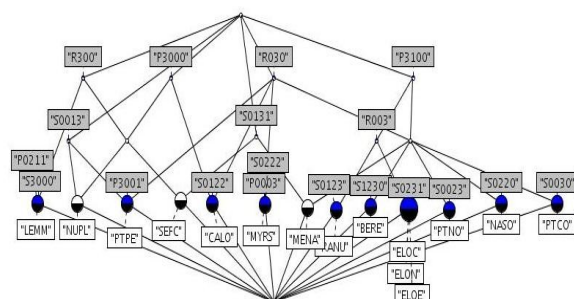 "R300" "P3000" "R030" "P3100"
"S0013" "S0131" "R003"
"P0211" "S0222"
"S3000" "P3001" "S0122" "P0003" "S0123" "S1230" "S0231" "S0023" "S0220" "S0030"
"LEMM" "NUPL" "PTPE" "SEFC" "CALO" "MYRS" "MENA" "RANU" "BERE" "ELOC" "PTNO" "NASO" "PTCO"
"ELON"
"ELOE"